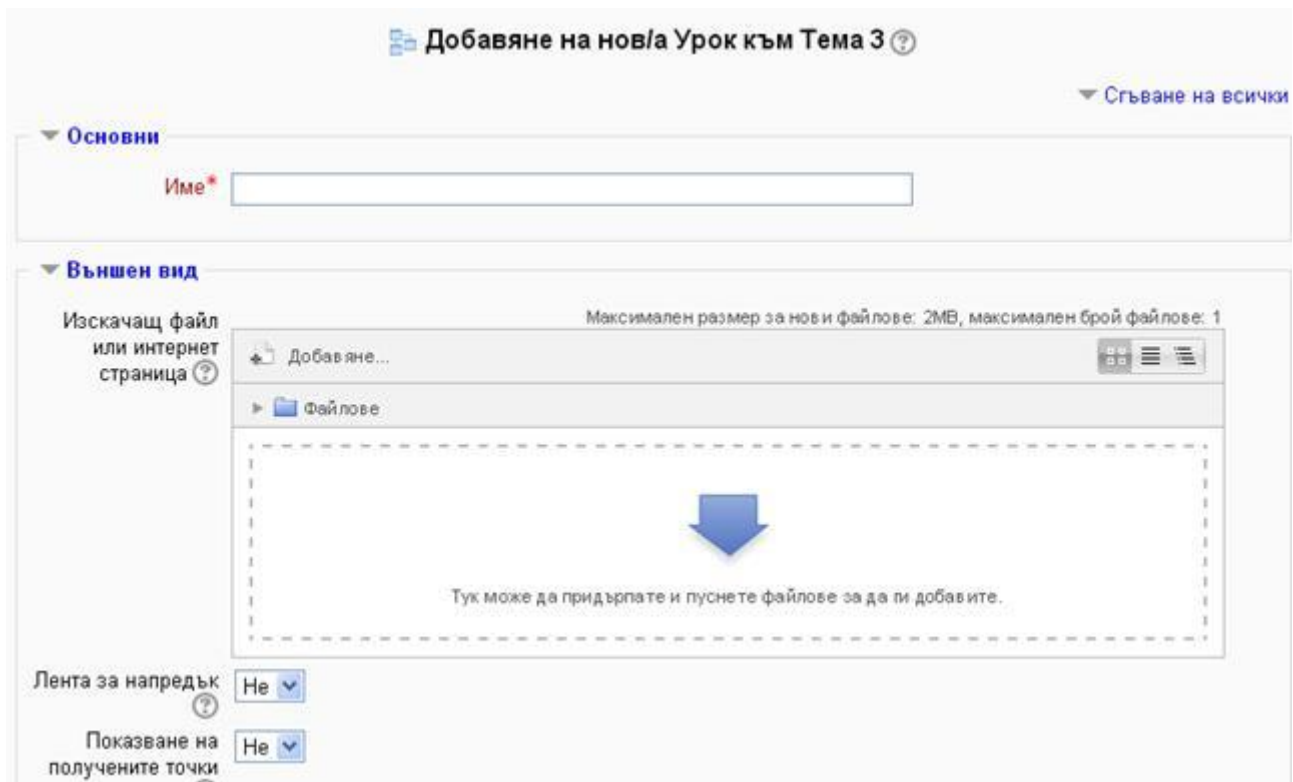 Добавяне на нов/а Урок към Тема 3
Сгъване на всички
Основни
Име*
Външен вид
Изскачащ файл
или интернет
страница
Максимален размер за нови файлове: 2MB, максимален брой файлове: 1
Добавяне...
Файлове
Тук може да придърпате и пуснете файлове за да ги добавите.
Лента за напредък
Не
Показване на
получените точки
Не